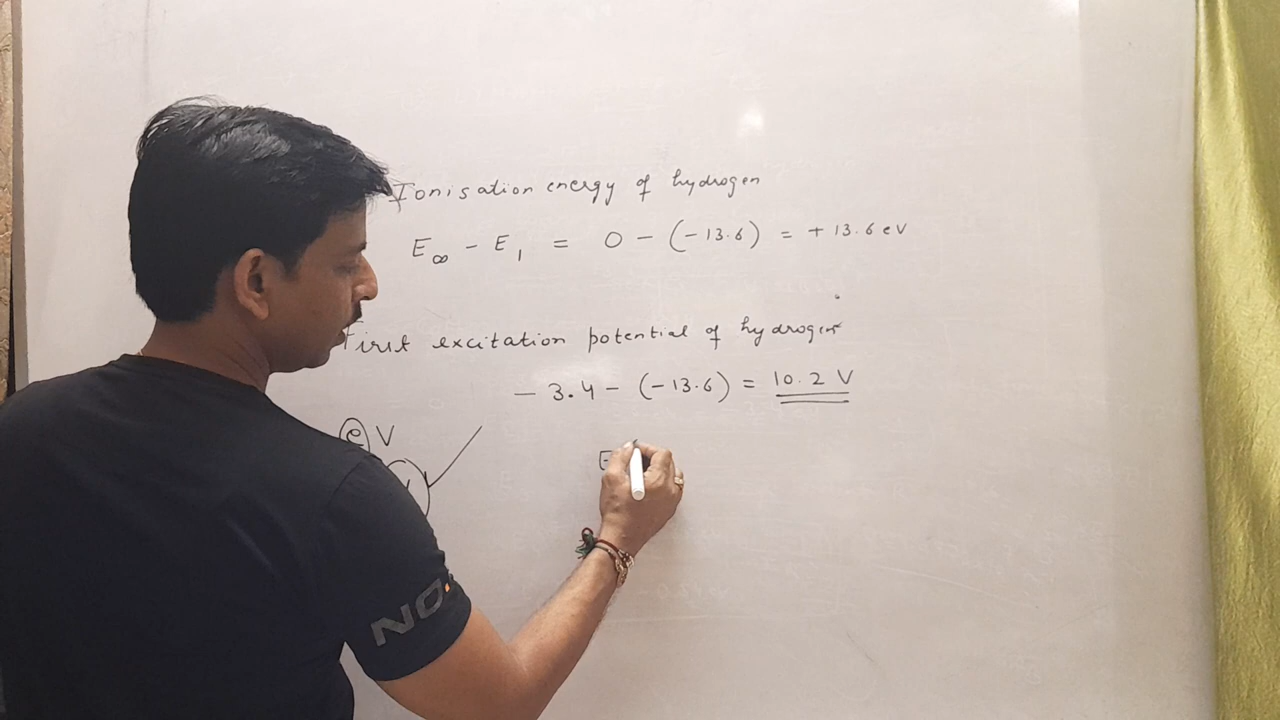 Ionisation energy of hydrogen
E∞ - E₁ = 0 - (-13.6) = +13.6 eV
First excitation potential of hydrogen
- 3.4 - (-13.6) = 10.2 V
e V
E
NO